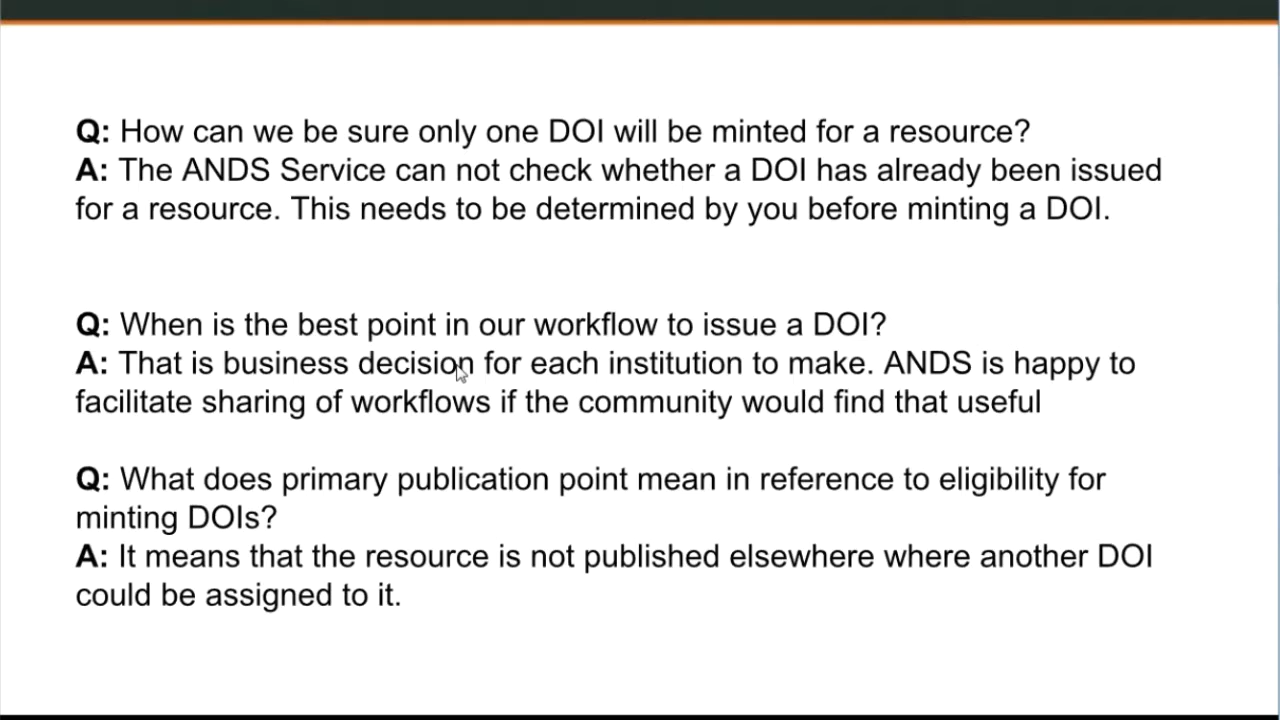 Q: How can we be sure only one DOI will be minted for a resource?
A: The ANDS Service can not check whether a DOI has already been issued
for a resource. This needs to be determined by you before minting a DOI.
Q: When is the best point in our workflow to issue a DOI?
A: That is business decision for each institution to make. ANDS is happy to
facilitate sharing of workflows if the community would find that useful
Q: What does primary publication point mean in reference to eligibility for
minting DOIs?
A: It means that the resource is not published elsewhere where another DOI
could be assigned to it.